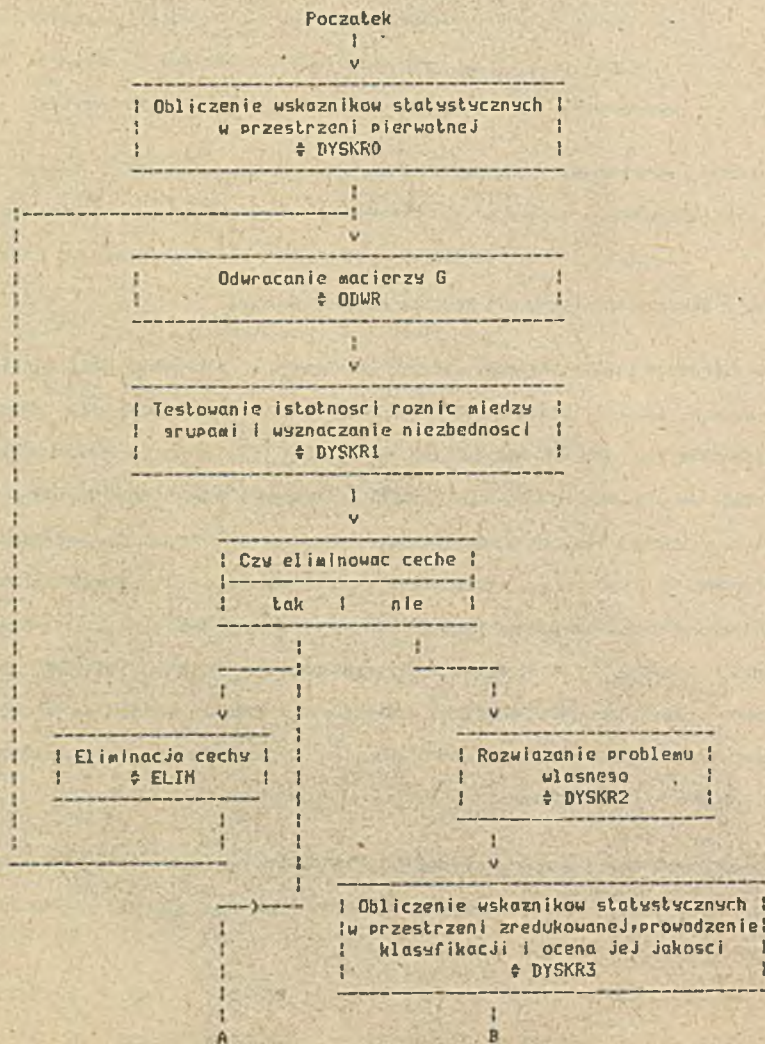 Poczatek
Obliczenie wskaznikow statystycznych
w przestrzeni pierwotnej
‡ DYSKR0
Odwracanie macierzy G
‡ ODWR
Testowanie istotnosci roznic miedzy
grupami i wyznaczanie niezbednosci
‡ DYSKR1
Czy eliminowac ceche
tak | nie
Eliminacja cechy
‡ ELIM
Rozwiazanie problemu
wlasnego
‡ DYSKR2
Obliczenie wskaznikow statystycznych
w przestrzeni zredukowanej,prowadzenie
klasyfikacji i ocena jej jakosci
‡ DYSKR3
A B